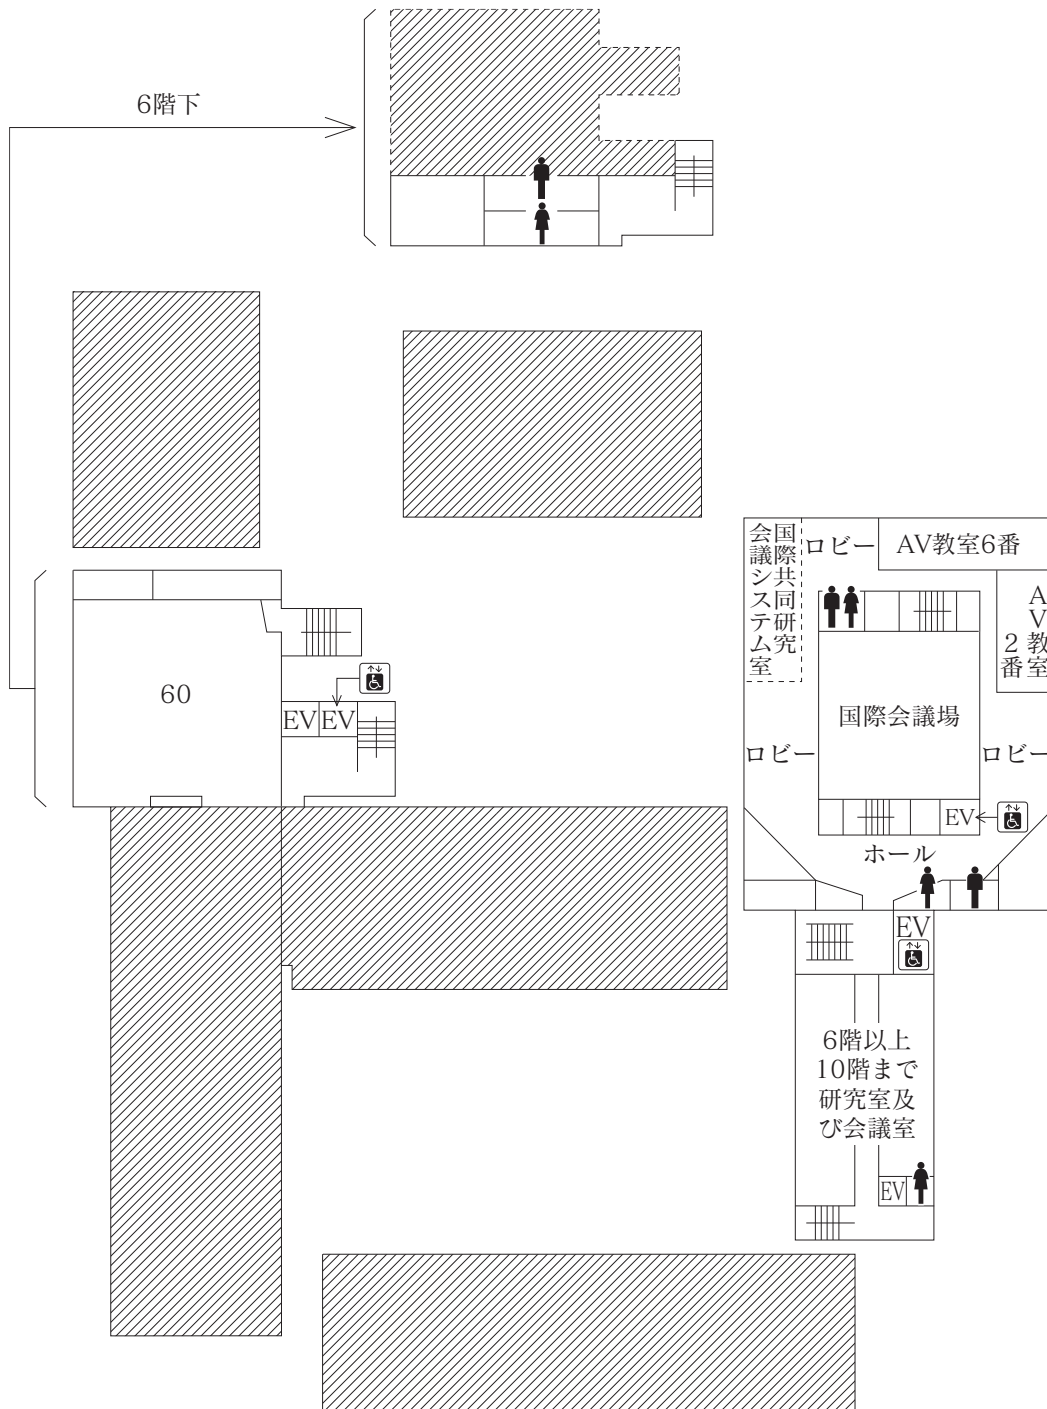 6階下
国際共同研究
会議システム室
ロビー
AV教室6番
AV教室
2番
60
EV
EV
国際会議場
ロビー
ロビー
EV
ホール
EV
6階以上
10階まで
研究室及
び会議室
EV